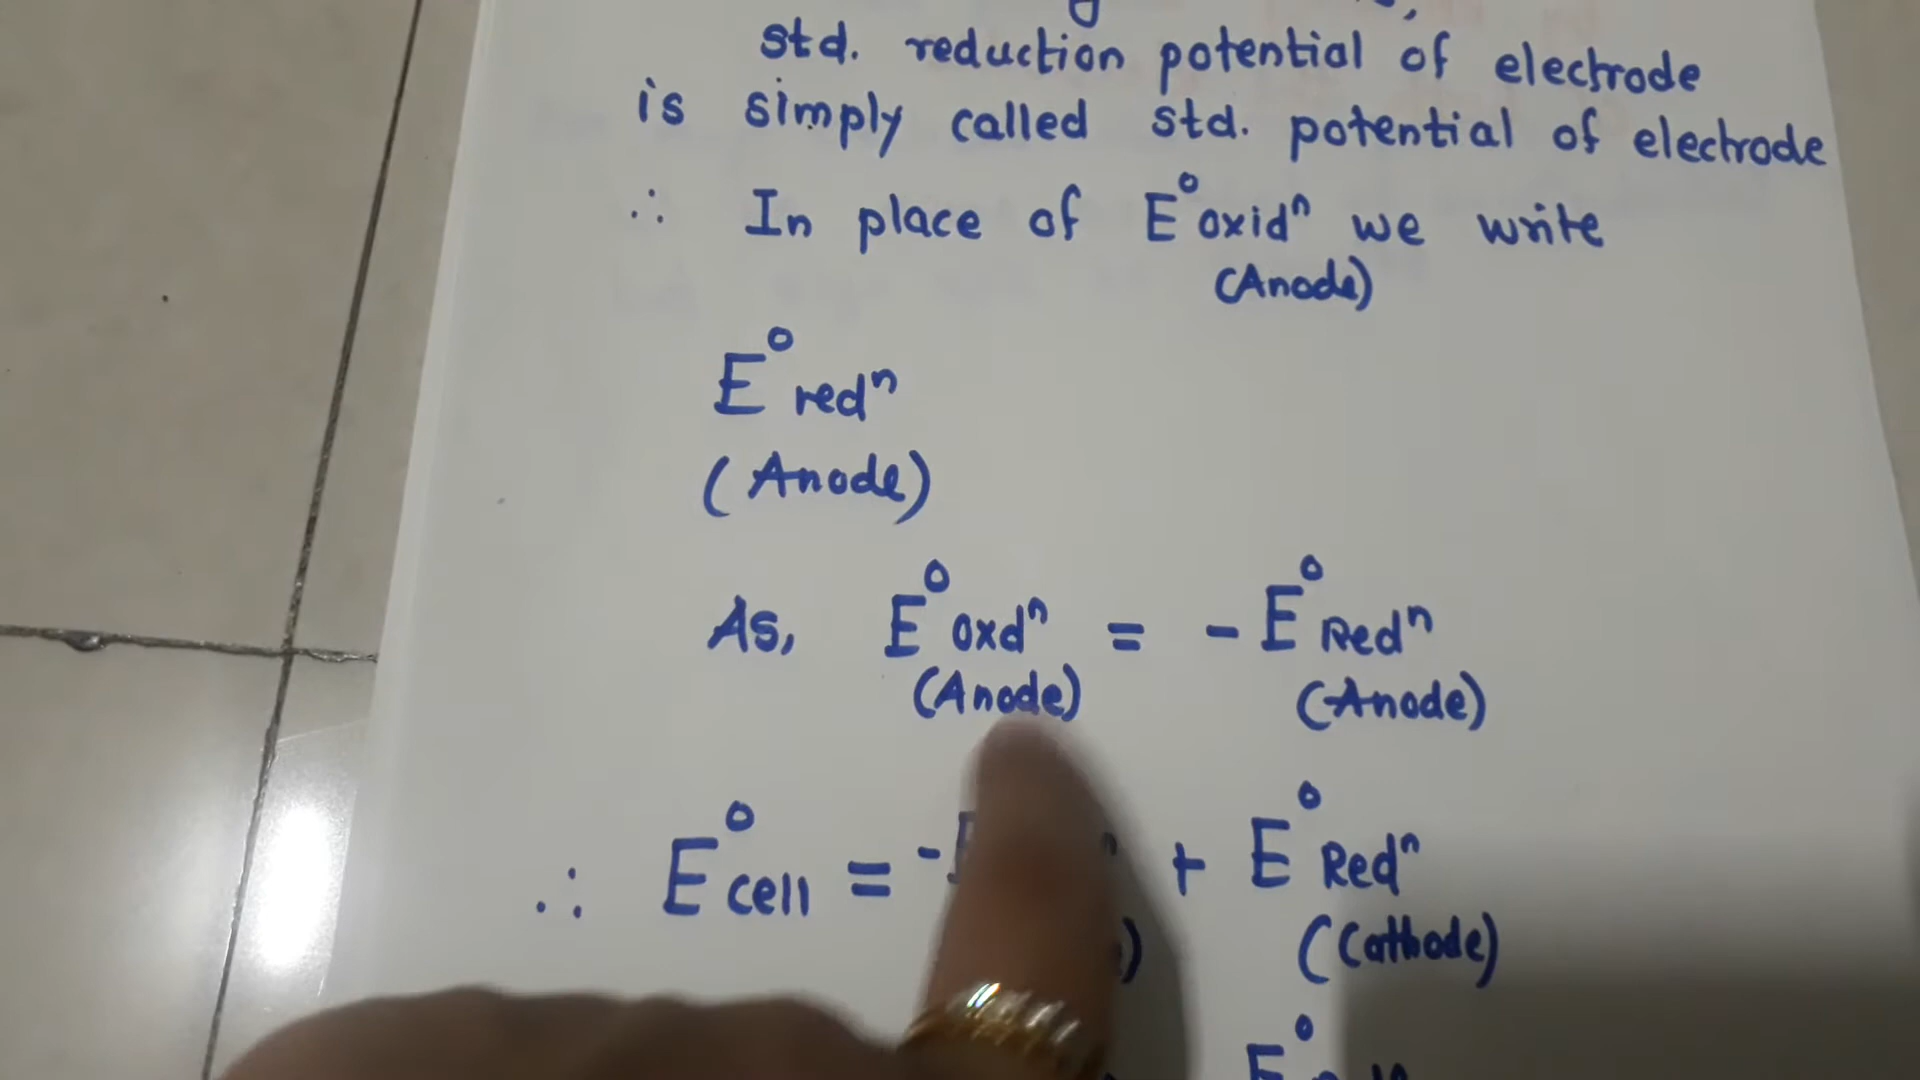 std. reduction potential of electrode
is simply called std. potential of electrode
∴ In place of E° oxidⁿ we write
(Anode)
E° redⁿ
(Anode)
As, E° oxdⁿ = - E° Redⁿ
(Anode) (Anode)
∴ E° cell = - + E° Redⁿ
(Cathode)
E°